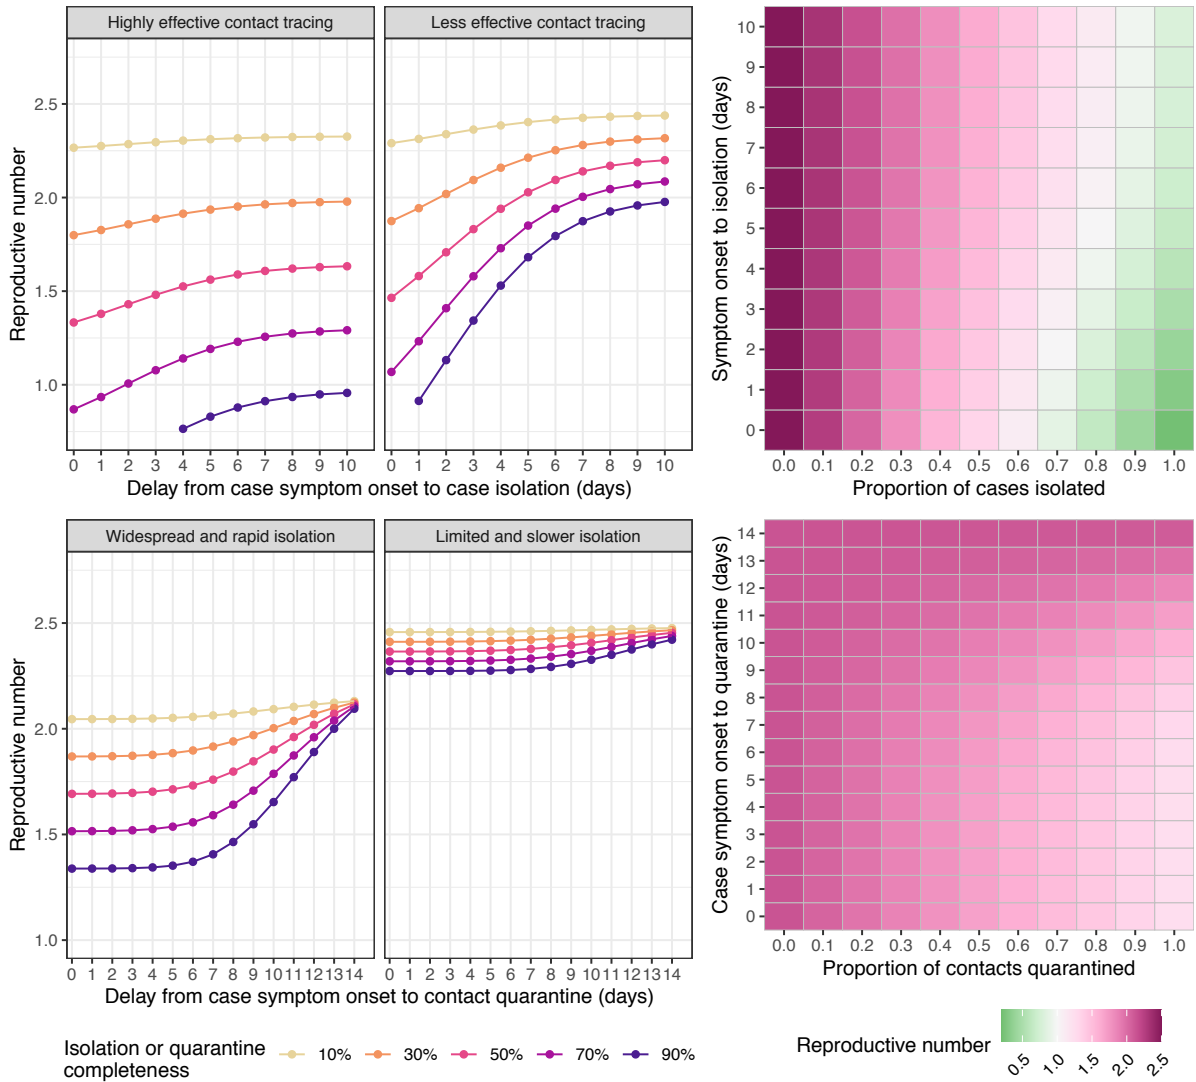 Highly effective contact tracing
Less effective contact tracing
Reproductive number
2.5
2.0
1.5
1.0
0 1 2 3 4 5 6 7 8 9 10
0 1 2 3 4 5 6 7 8 9 10
Delay from case symptom onset to case isolation (days)
Symptom onset to isolation (days)
10
9
8
7
6
5
4
3
2
1
0
0.0 0.1 0.2 0.3 0.4 0.5 0.6 0.7 0.8 0.9 1.0
Proportion of cases isolated
Widespread and rapid isolation
Limited and slower isolation
Reproductive number
2.5
2.0
1.5
1.0
0 1 2 3 4 5 6 7 8 9 10 11 12 13 14
0 1 2 3 4 5 6 7 8 9 10 11 12 13 14
Delay from case symptom onset to contact quarantine (days)
Case symptom onset to quarantine (days)
14
13
12
11
10
9
8
7
6
5
4
3
2
1
0
0.0 0.1 0.2 0.3 0.4 0.5 0.6 0.7 0.8 0.9 1.0
Proportion of contacts quarantined
Isolation or quarantine
completeness
10% 30% 50% 70% 90%
Reproductive number
0.5 1.0 1.5 2.0 2.5